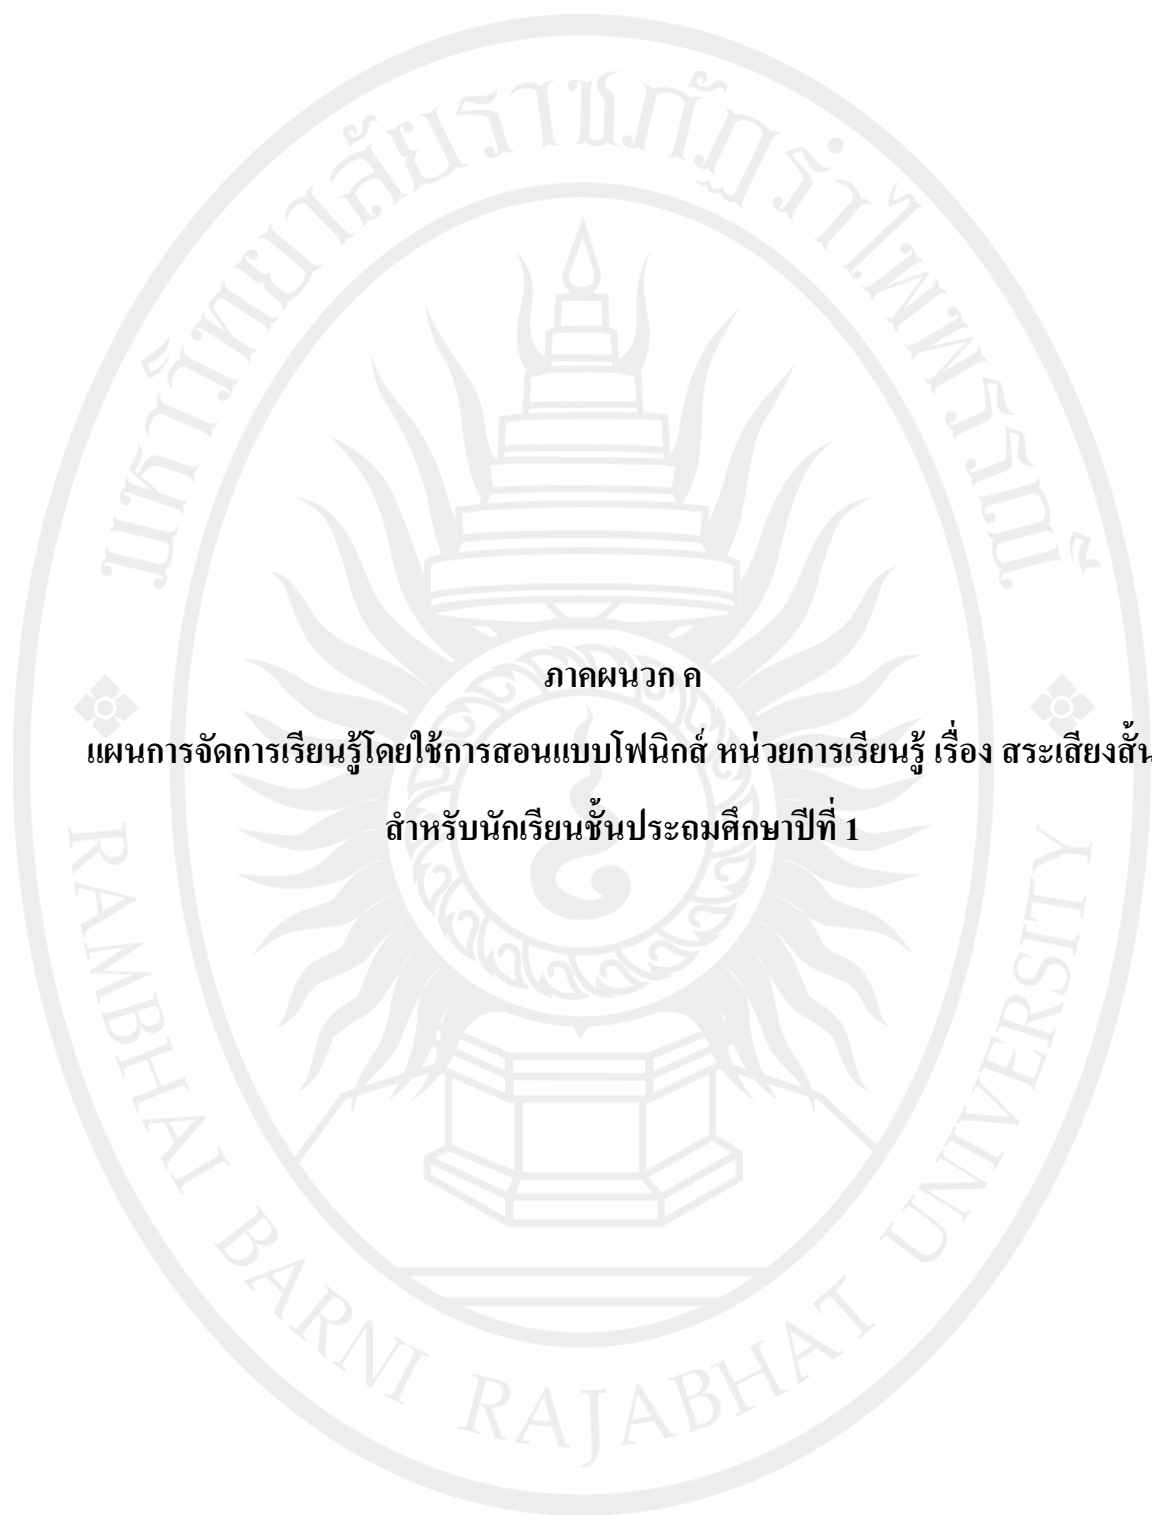 มหาวิทยาลัยราชภัฏรำไพพรรณี
ภาคผนวก ค
แผนการจัดการเรียนรู้โดยใช้การสอนแบบโฟนิกส์ หน่วยการเรียนรู้ เรื่อง สระเสียงสั้น
สำหรับนักเรียนชั้นประถมศึกษาปีที่ 1
RAMBHAI BARNI RAJABHAT UNIVERSITY